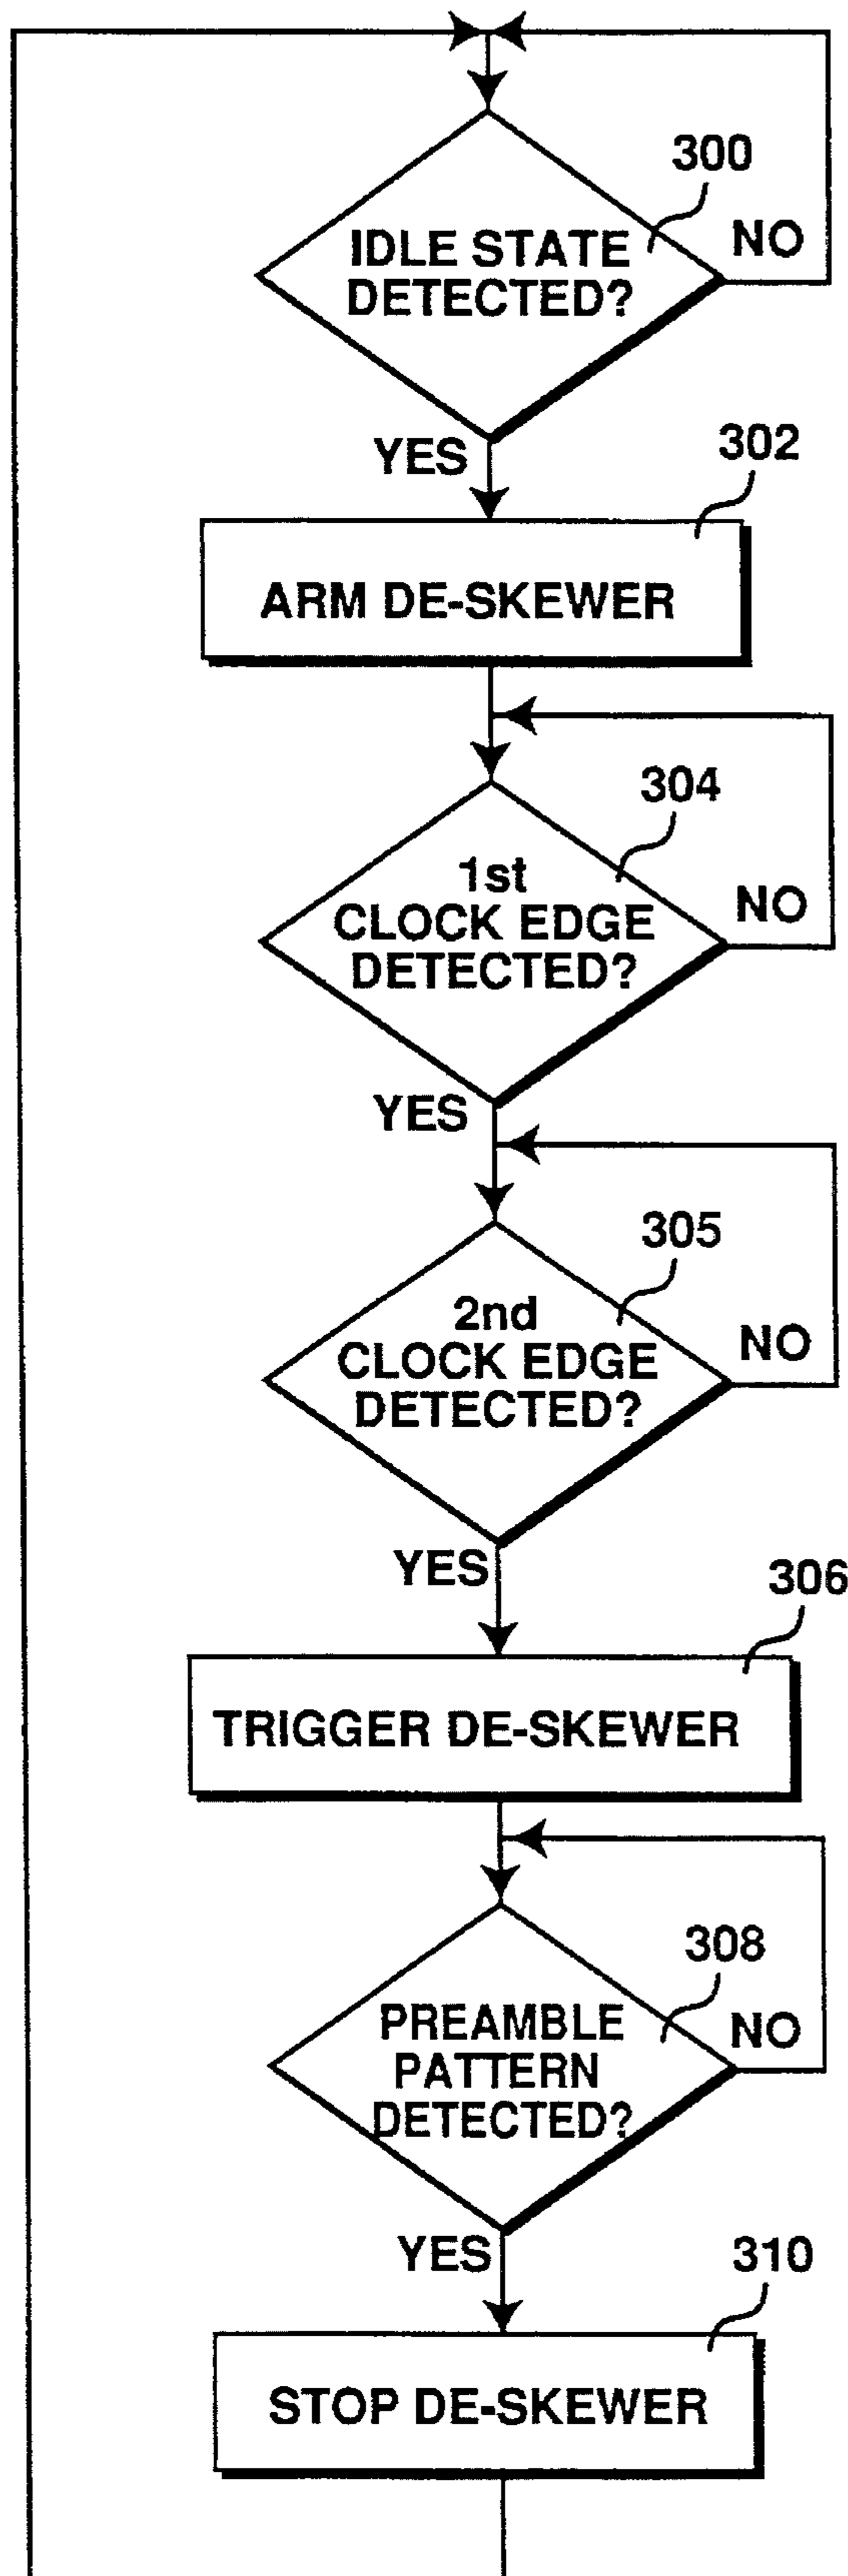 300
IDLE STATE
DETECTED?
NO
YES
302
ARM DE-SKEWER
304
1st
CLOCK EDGE
DETECTED?
NO
YES
305
2nd
CLOCK EDGE
DETECTED?
NO
YES
306
TRIGGER DE-SKEWER
308
PREAMBLE
PATTERN
DETECTED?
NO
YES
310
STOP DE-SKEWER